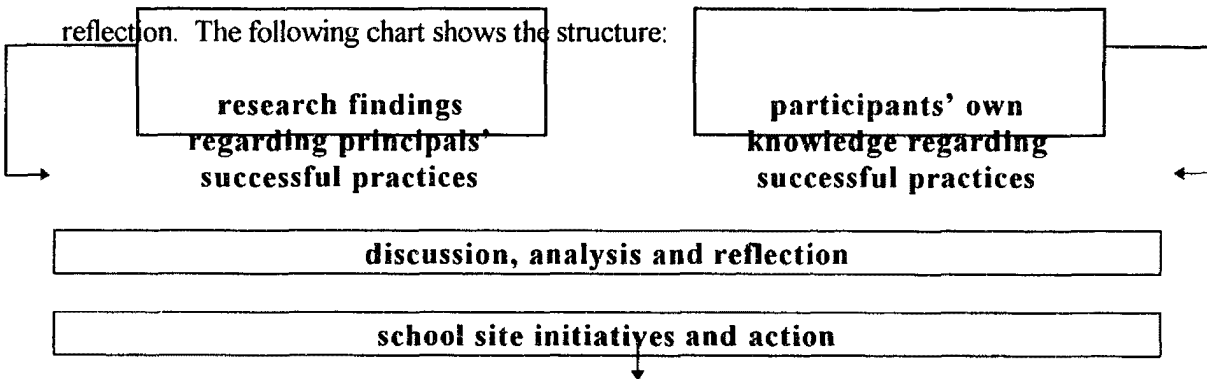 reflection. The following chart shows the structure:
research findings
regarding principals'
successful practices
participants' own
knowledge regarding
successful practices
discussion, analysis and reflection
school site initiatives and action